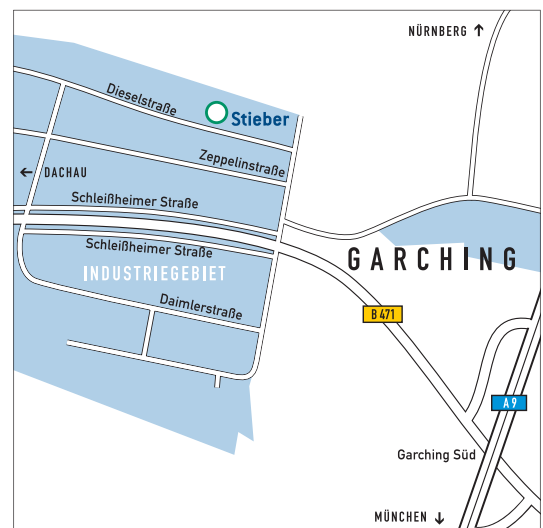 NÜRNBERG ↑
Dieselstraße
Stieber
Zeppelinstraße
← DACHAU
Schleißheimer Straße
Schleißheimer Straße
GARCHING
INDUSTRIEGEBIET
Daimlerstraße
B 471
A 9
Garching Süd
MÜNCHEN ↓